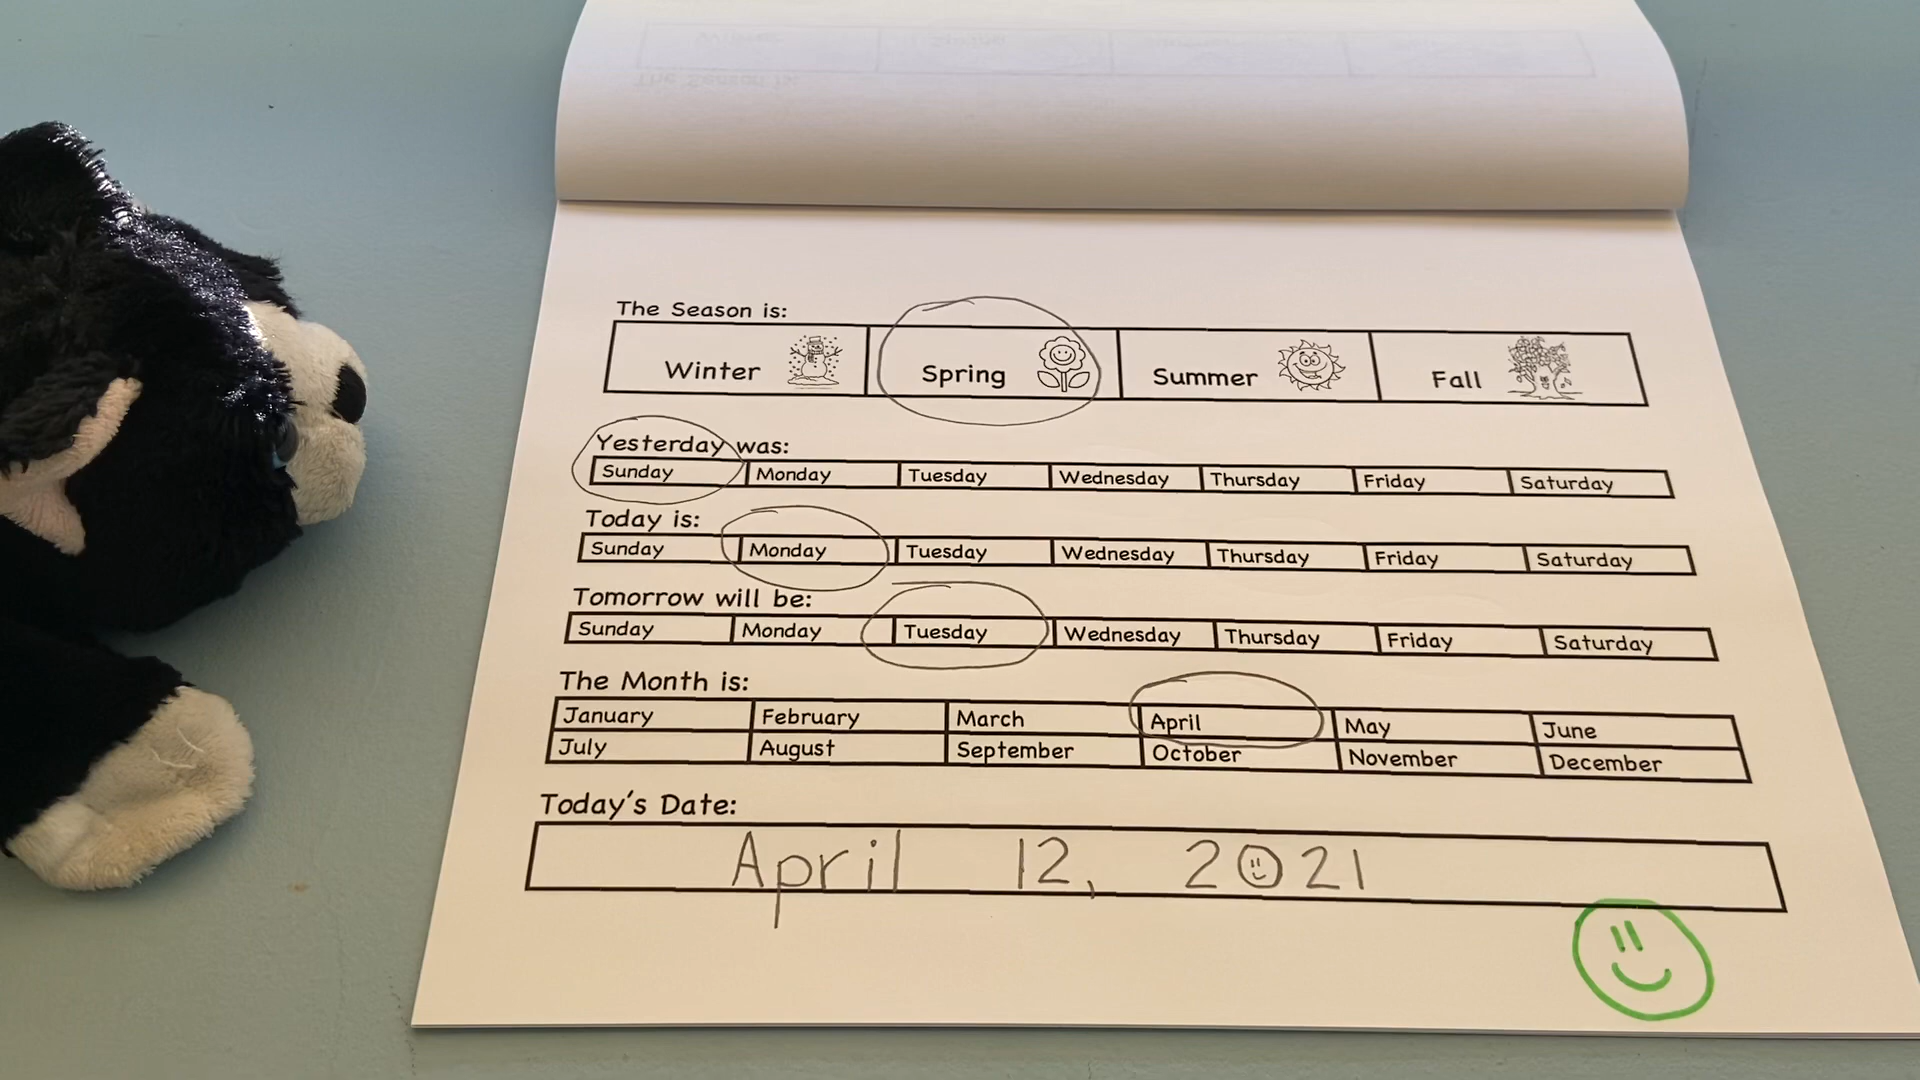 The Season is:
Winter Spring Summer Fall
Yesterday was:
Sunday Monday Tuesday Wednesday Thursday Friday Saturday
Today is:
Sunday Monday Tuesday Wednesday Thursday Friday Saturday
Tomorrow will be:
Sunday Monday Tuesday Wednesday Thursday Friday Saturday
The Month is:
January February March April May June
July August September October November December
Today's Date:
April 12, 2021